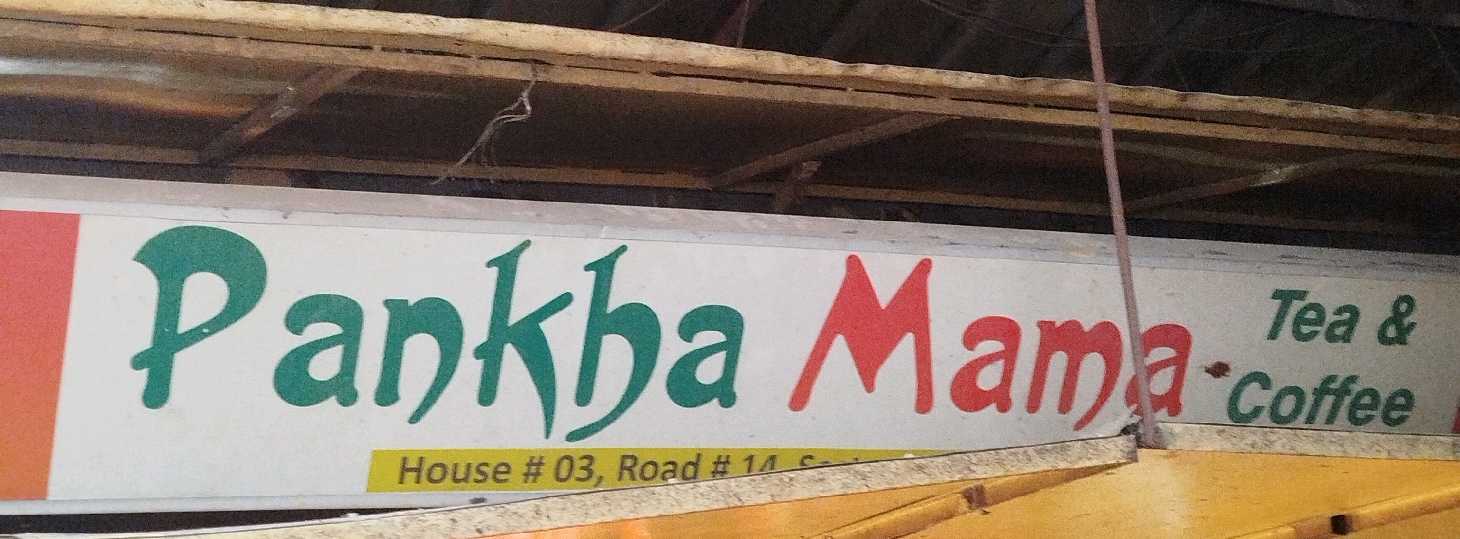 Pankha Mama
Tea &
Coffee
House # 03, Road # 14